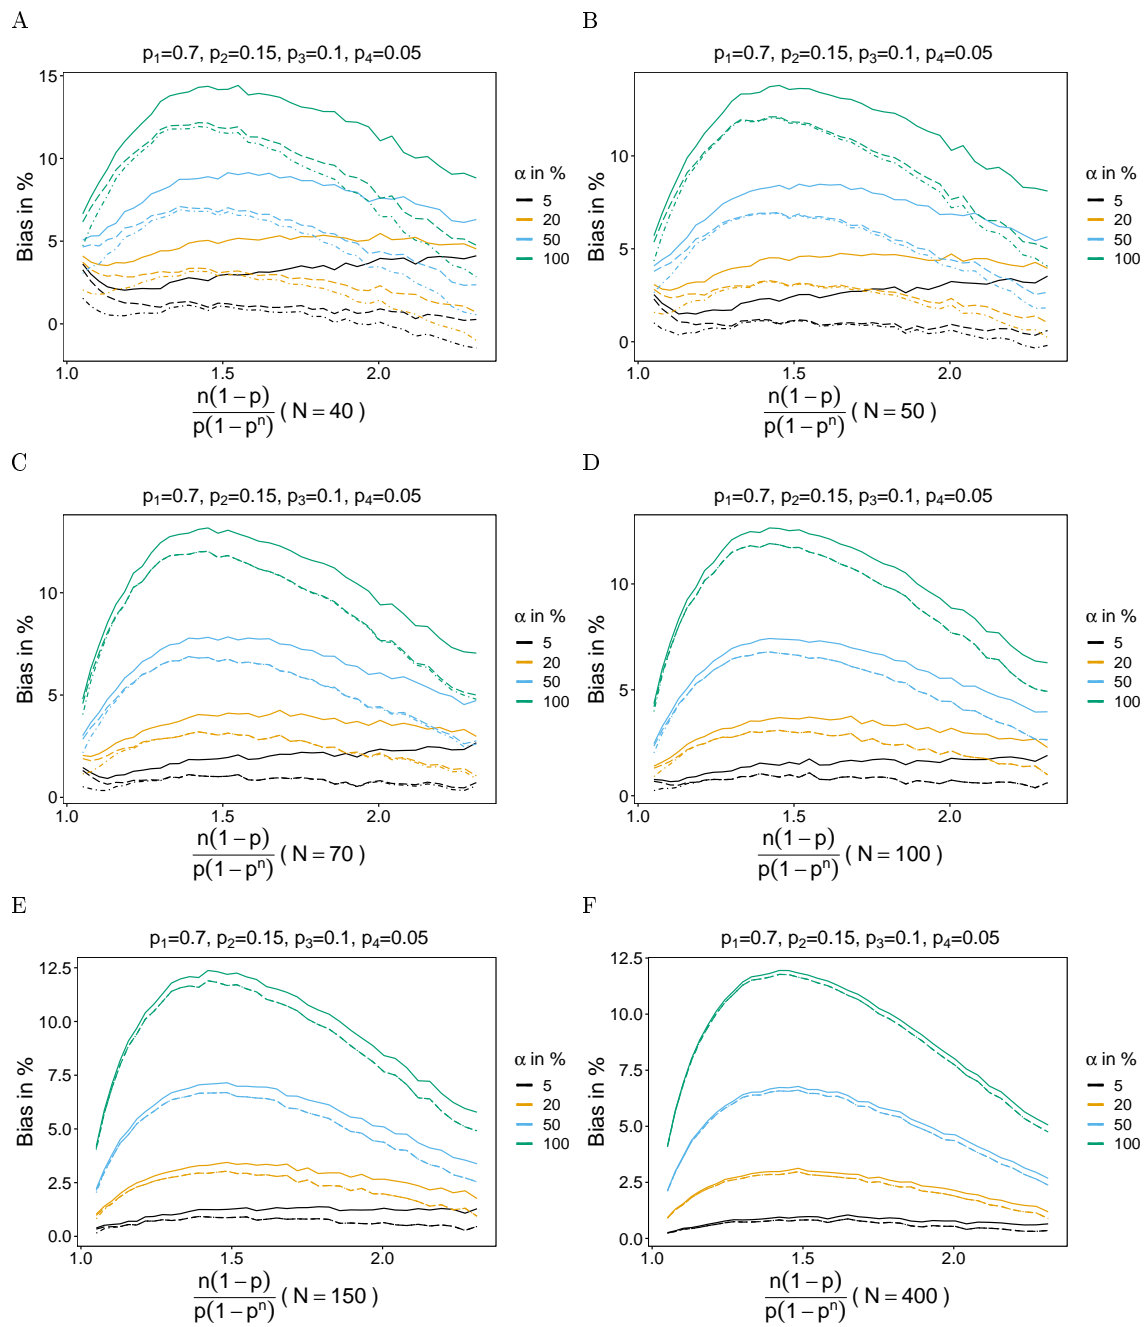 A
p₁=0.7, p₂=0.15, p₃=0.1, p₄=0.05
15
10
5
0
Bias in %
1.0 1.5 2.0
n(1−p)
p(1−pⁿ) ( N = 40 )
α in %
5
20
50
100
B
p₁=0.7, p₂=0.15, p₃=0.1, p₄=0.05
10
5
0
Bias in %
1.0 1.5 2.0
n(1−p)
p(1−pⁿ) ( N = 50 )
α in %
5
20
50
100
C
p₁=0.7, p₂=0.15, p₃=0.1, p₄=0.05
10
5
0
Bias in %
1.0 1.5 2.0
n(1−p)
p(1−pⁿ) ( N = 70 )
α in %
5
20
50
100
D
p₁=0.7, p₂=0.15, p₃=0.1, p₄=0.05
10
5
0
Bias in %
1.0 1.5 2.0
n(1−p)
p(1−pⁿ) ( N = 100 )
α in %
5
20
50
100
E
p₁=0.7, p₂=0.15, p₃=0.1, p₄=0.05
12.5
10.0
7.5
5.0
2.5
0.0
Bias in %
1.0 1.5 2.0
n(1−p)
p(1−pⁿ) ( N = 150 )
α in %
5
20
50
100
F
p₁=0.7, p₂=0.15, p₃=0.1, p₄=0.05
12.5
10.0
7.5
5.0
2.5
0.0
Bias in %
1.0 1.5 2.0
n(1−p)
p(1−pⁿ) ( N = 400 )
α in %
5
20
50
100